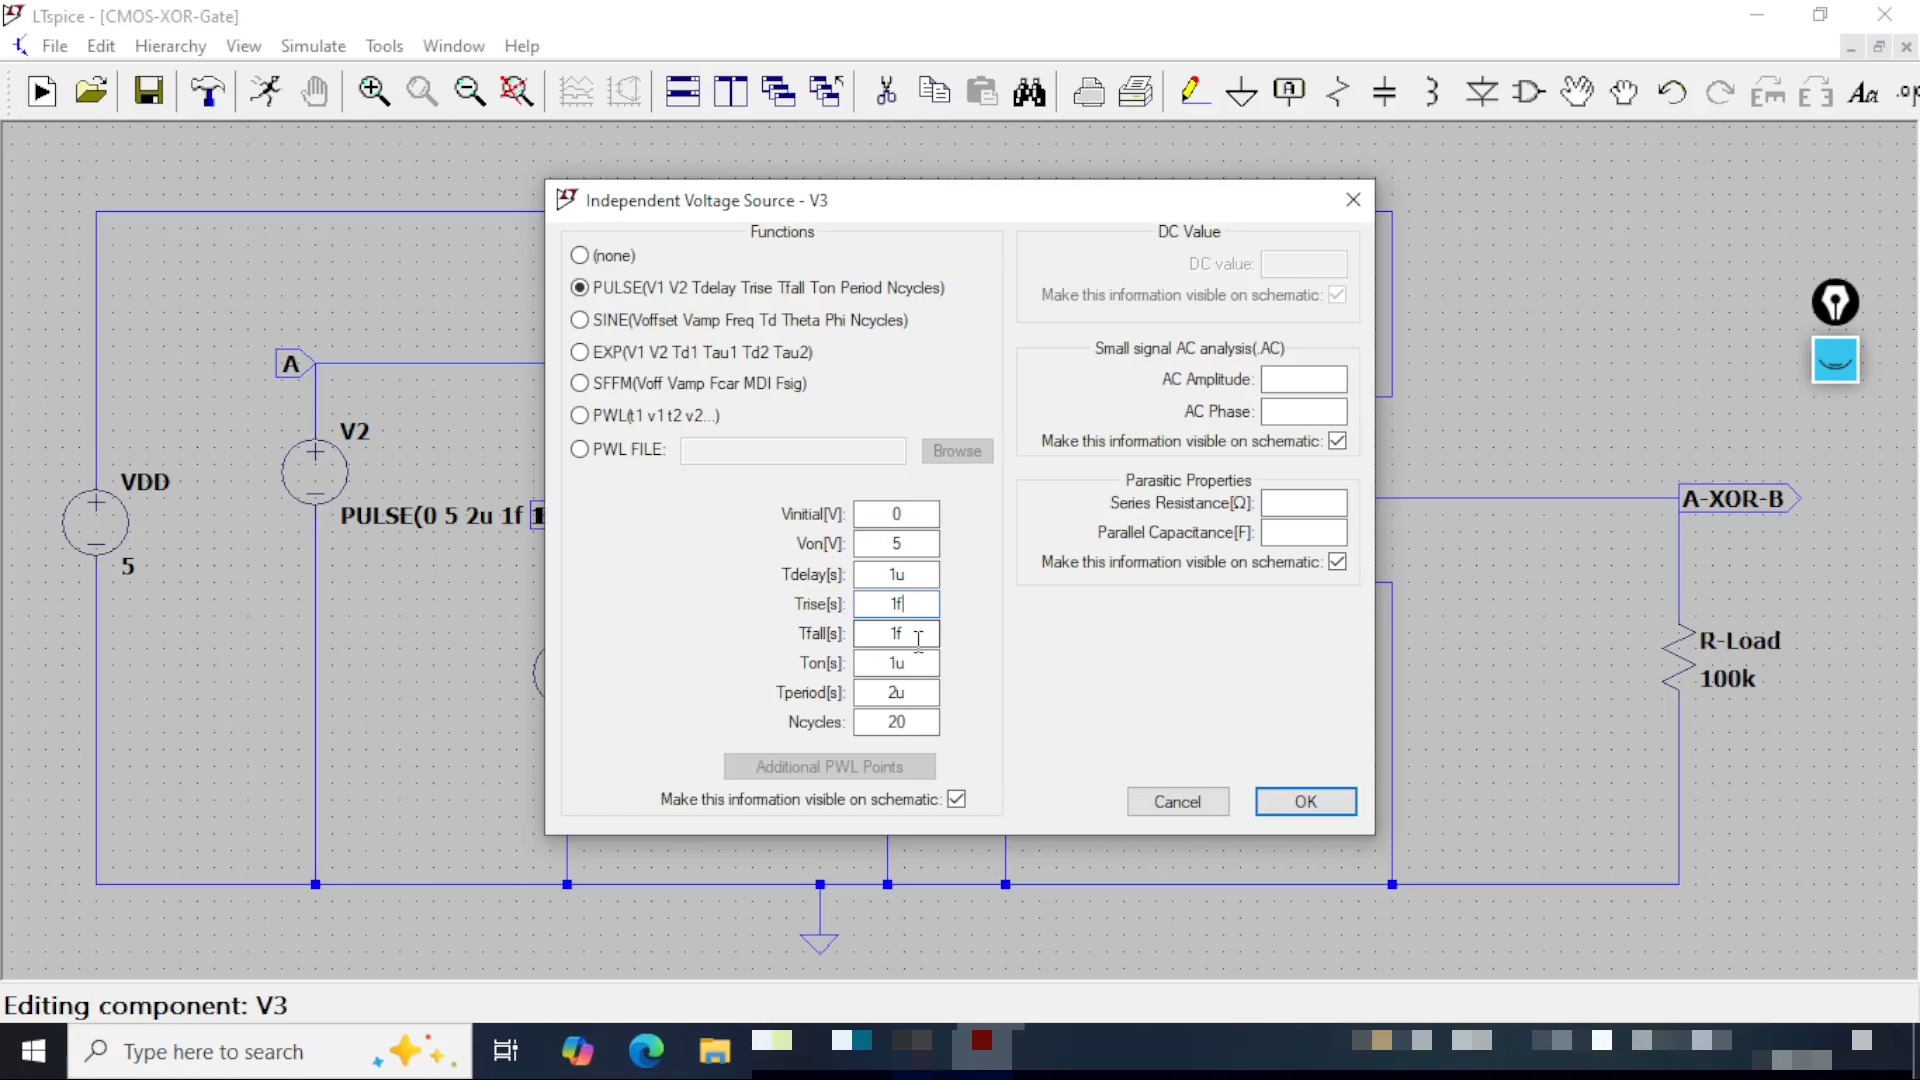 LTspice - [CMOS-XOR-Gate]
File Edit Hierarchy View Simulate Tools Window Help
Independent Voltage Source - V3
Functions
(none)
PULSE(V1 V2 Tdelay Trise Tfall Ton Period Ncycles)
SINE(Voffset Vamp Freq Td Theta Phi Ncycles)
EXP(V1 V2 Td1 Tau1 Td2 Tau2)
SFFM(Voff Vamp Fcar MDI Fsig)
PWL(t1 v1 t2 v2...)
PWL FILE: Browse
Vinitial[V]: 0
Von[V]: 5
Tdelay[s]: 1u
Trise[s]: 1f
Tfall[s]: 1f
Ton[s]: 1u
Tperiod[s]: 2u
Ncycles: 20
Additional PWL Points
Make this information visible on schematic:
DC Value
DC value:
Make this information visible on schematic:
Small signal AC analysis(.AC)
AC Amplitude:
AC Phase:
Make this information visible on schematic:
Parasitic Properties
Series Resistance[Ω]:
Parallel Capacitance[F]:
Make this information visible on schematic:
Cancel OK
A
V2
PULSE(0 5 2u 1f
VDD
5
A-XOR-B
R-Load
100k
Editing component: V3
Type here to search